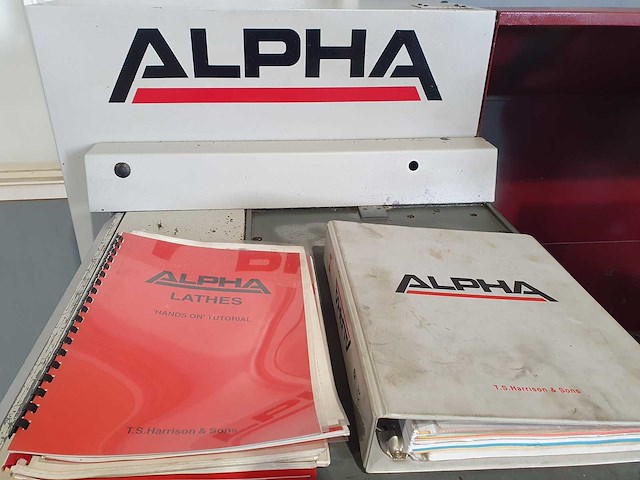 ALPHA
ALPHA
LATHES
'HANDS ON' TUTORIAL
T.S.Harrison & Sons
ALPHA
T.S.Harrison & Sons